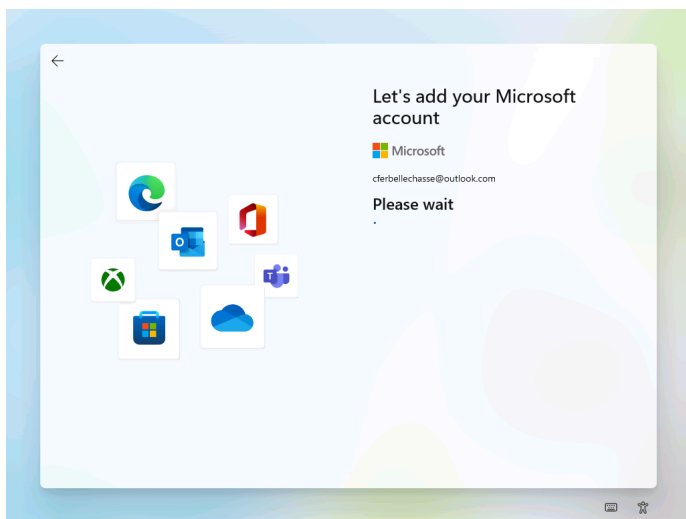 Let's add your Microsoft
account
Microsoft
cferbellechasse@outlook.com
Please wait